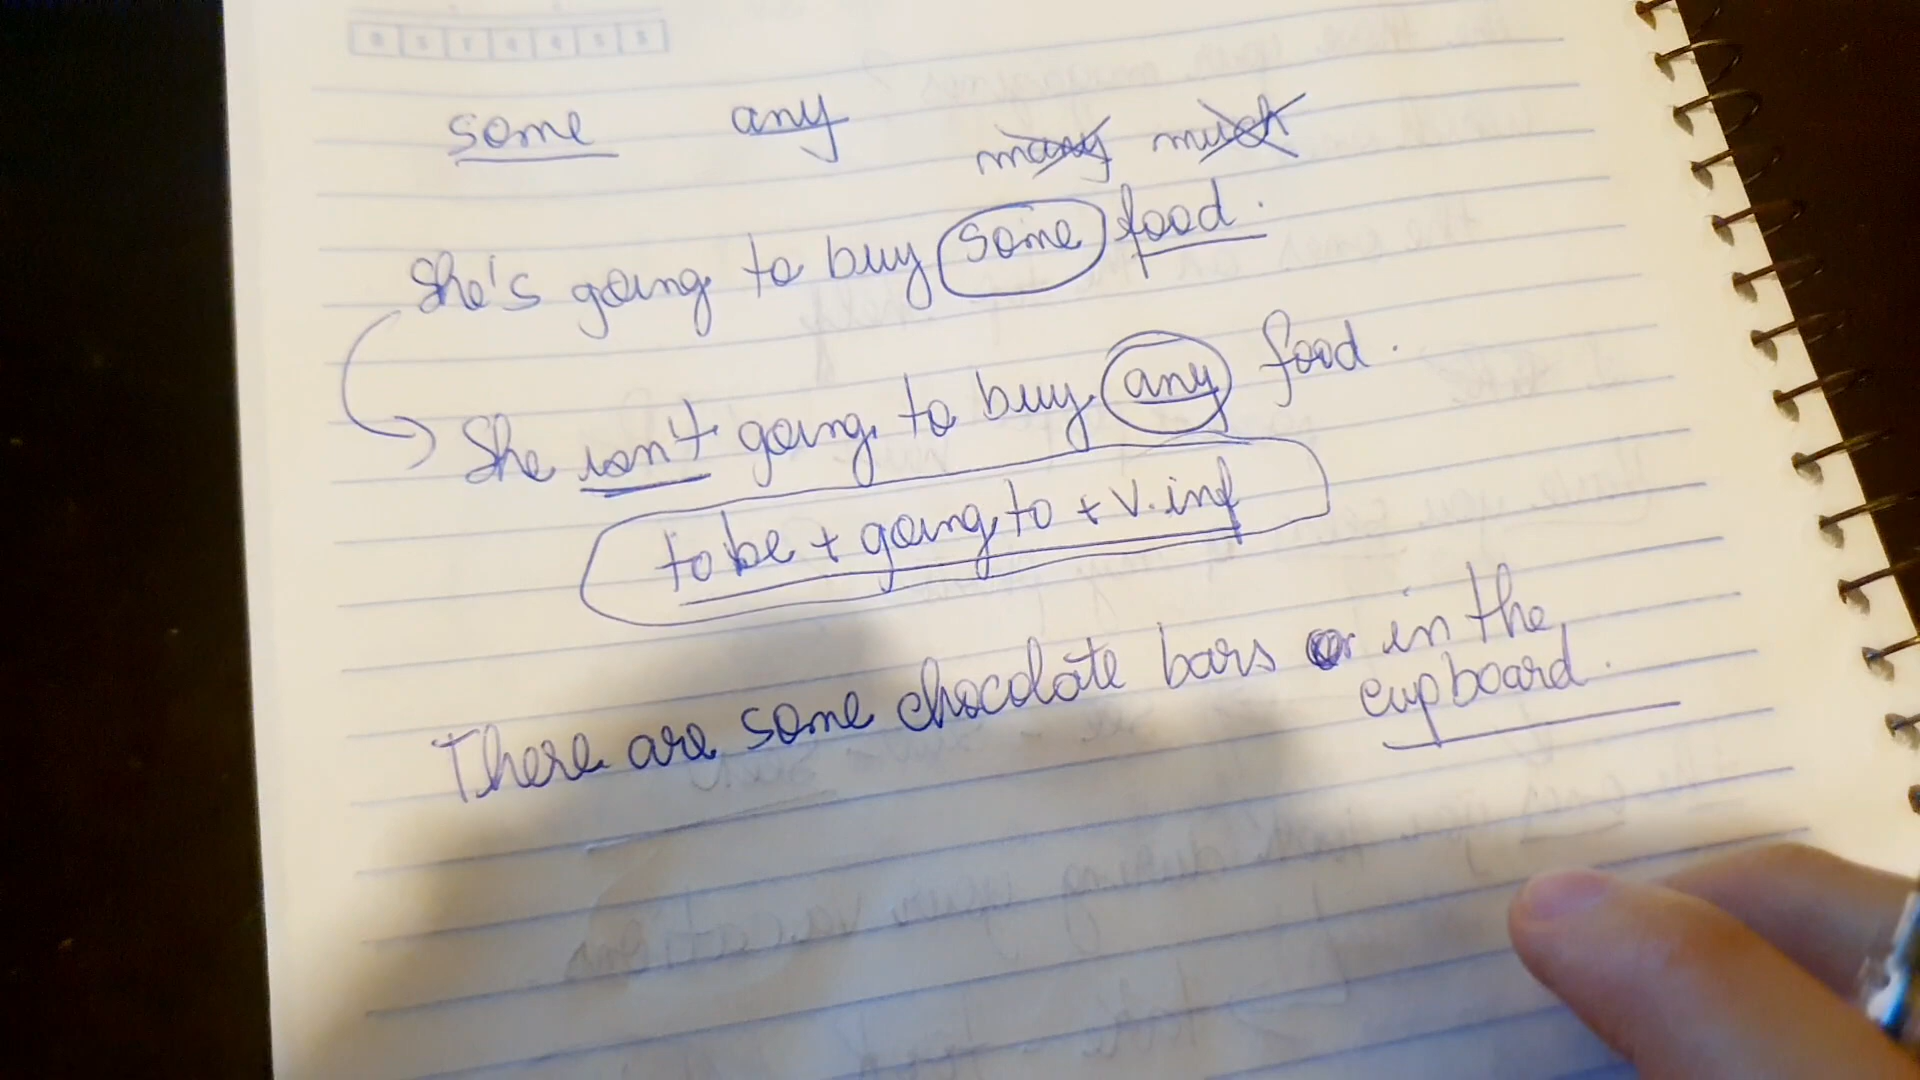 some any many much
She's going to buy some food.
She isn't going to buy any food.
to be + going to + v.inf
There are some chocolate bars in the
cupboard.